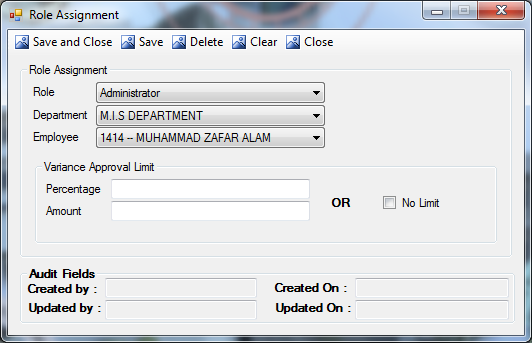 Role Assignment
Save and Close Save Delete Clear Close
Role Assignment
Role Administrator
Department M.I.S DEPARTMENT
Employee 1414 -- MUHAMMAD ZAFAR ALAM
Variance Approval Limit
Percentage
Amount
OR No Limit
Audit Fields
Created by : Created On :
Updated by : Updated On :